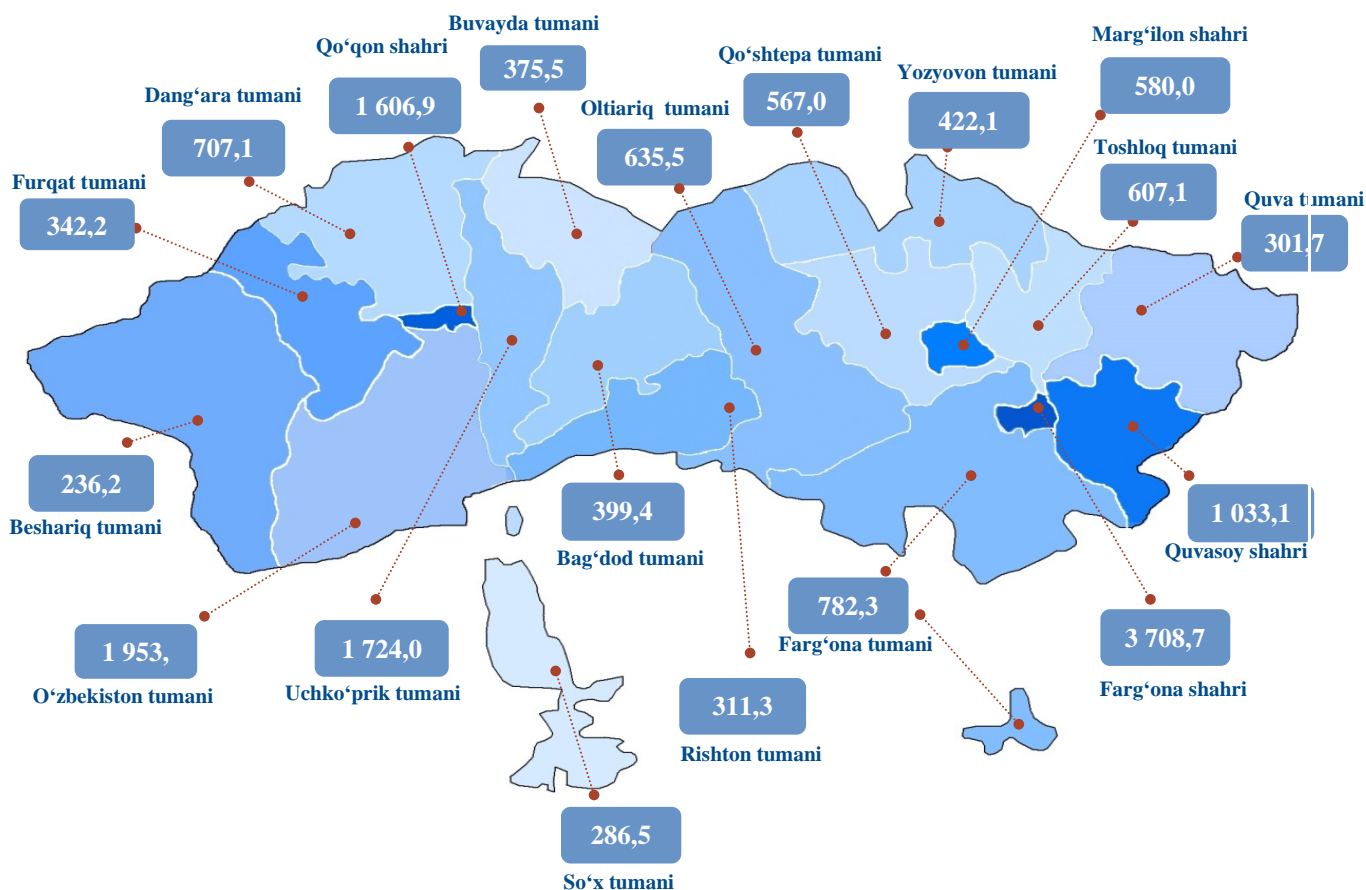 Buvayda tumani
375,5
Qo‘qon shahri
1 606,9
Dang‘ara tumani
707,1
Furqat tumani
342,2
Oltiariq tumani
635,5
Qo‘shtepa tumani
567,0
Yozyovon tumani
422,1
Marg‘ilon shahri
580,0
Toshloq tumani
607,1
Quva tumani
301,7
236,2
Beshariq tumani
399,4
Bag‘dod tumani
1 033,1
Quvasoy shahri
1 953,
O‘zbekiston tumani
1 724,0
Uchko‘prik tumani
782,3
Farg‘ona tumani
3 708,7
Farg‘ona shahri
311,3
Rishton tumani
286,5
So‘x tumani